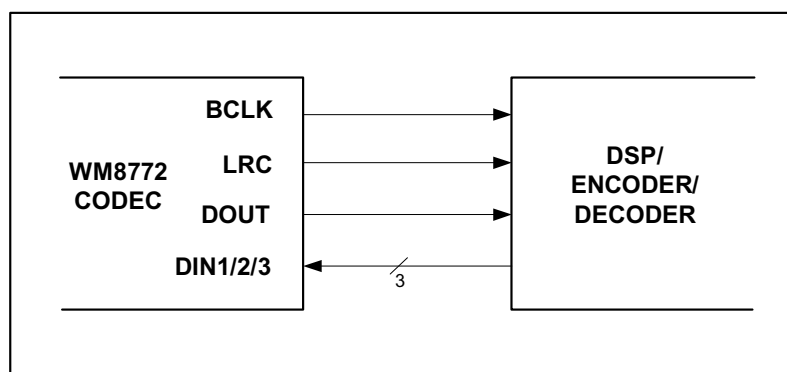 BCLK
WM8772
CODEC
LRC
DOUT
DIN1/2/3
3
DSP/
ENCODER/
DECODER